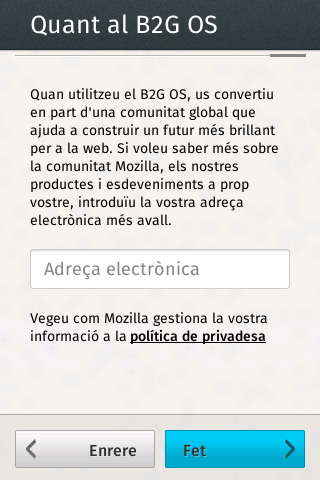 Quant al B2G OS
Quan utilitzeu el B2G OS, us convertiu
en part d'una comunitat global que
ajuda a construir un futur més brillant
per a la web. Si voleu saber més sobre
la comunitat Mozilla, els nostres
productes i esdeveniments a prop
vostre, introduïu la vostra adreça
electrònica més avall.
Adreça electrònica
Vegeu com Mozilla gestiona la vostra
informació a la política de privadesa
Enrere
Fet